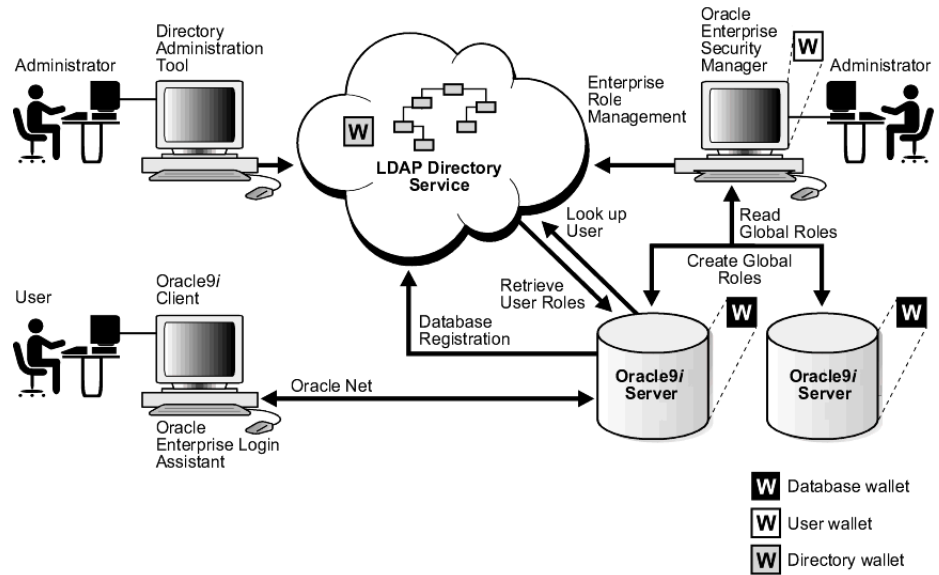 Directory
Administration
Tool
Administrator
Oracle
Enterprise
Security
Manager
W
Administrator
Enterprise
Role
Management
W
LDAP Directory
Service
Look up
User
Read
Global Roles
Create Global
Roles
Retrieve
User Roles
User
Oracle9i
Client
Database
Registration
W
W
Oracle9i
Server
Oracle9i
Server
Oracle Net
Oracle
Enterprise Login
Assistant
W Database wallet
W User wallet
W Directory wallet